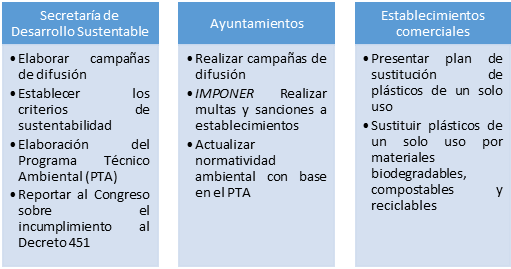 Secretaría de
Desarrollo Sustentable
•Elaborar campañas
de difusión
•Establecer los
criterios de
sustentabilidad
•Elaboración del
Programa Técnico
Ambiental (PTA)
•Reportar al Congreso
sobre el
incumplimiento al
Decreto 451
Ayuntamientos
•Realizar campañas de
difusión
•IMPONER Realizar
multas y sanciones a
establecimientos
•Actualizar
normatividad
ambiental con base
en el PTA
Establecimientos
comerciales
•Presentar plan de
sustitución de
plásticos de un solo
uso
•Sustituir plásticos de
un solo uso por
materiales
biodegradables,
compostables y
reciclables